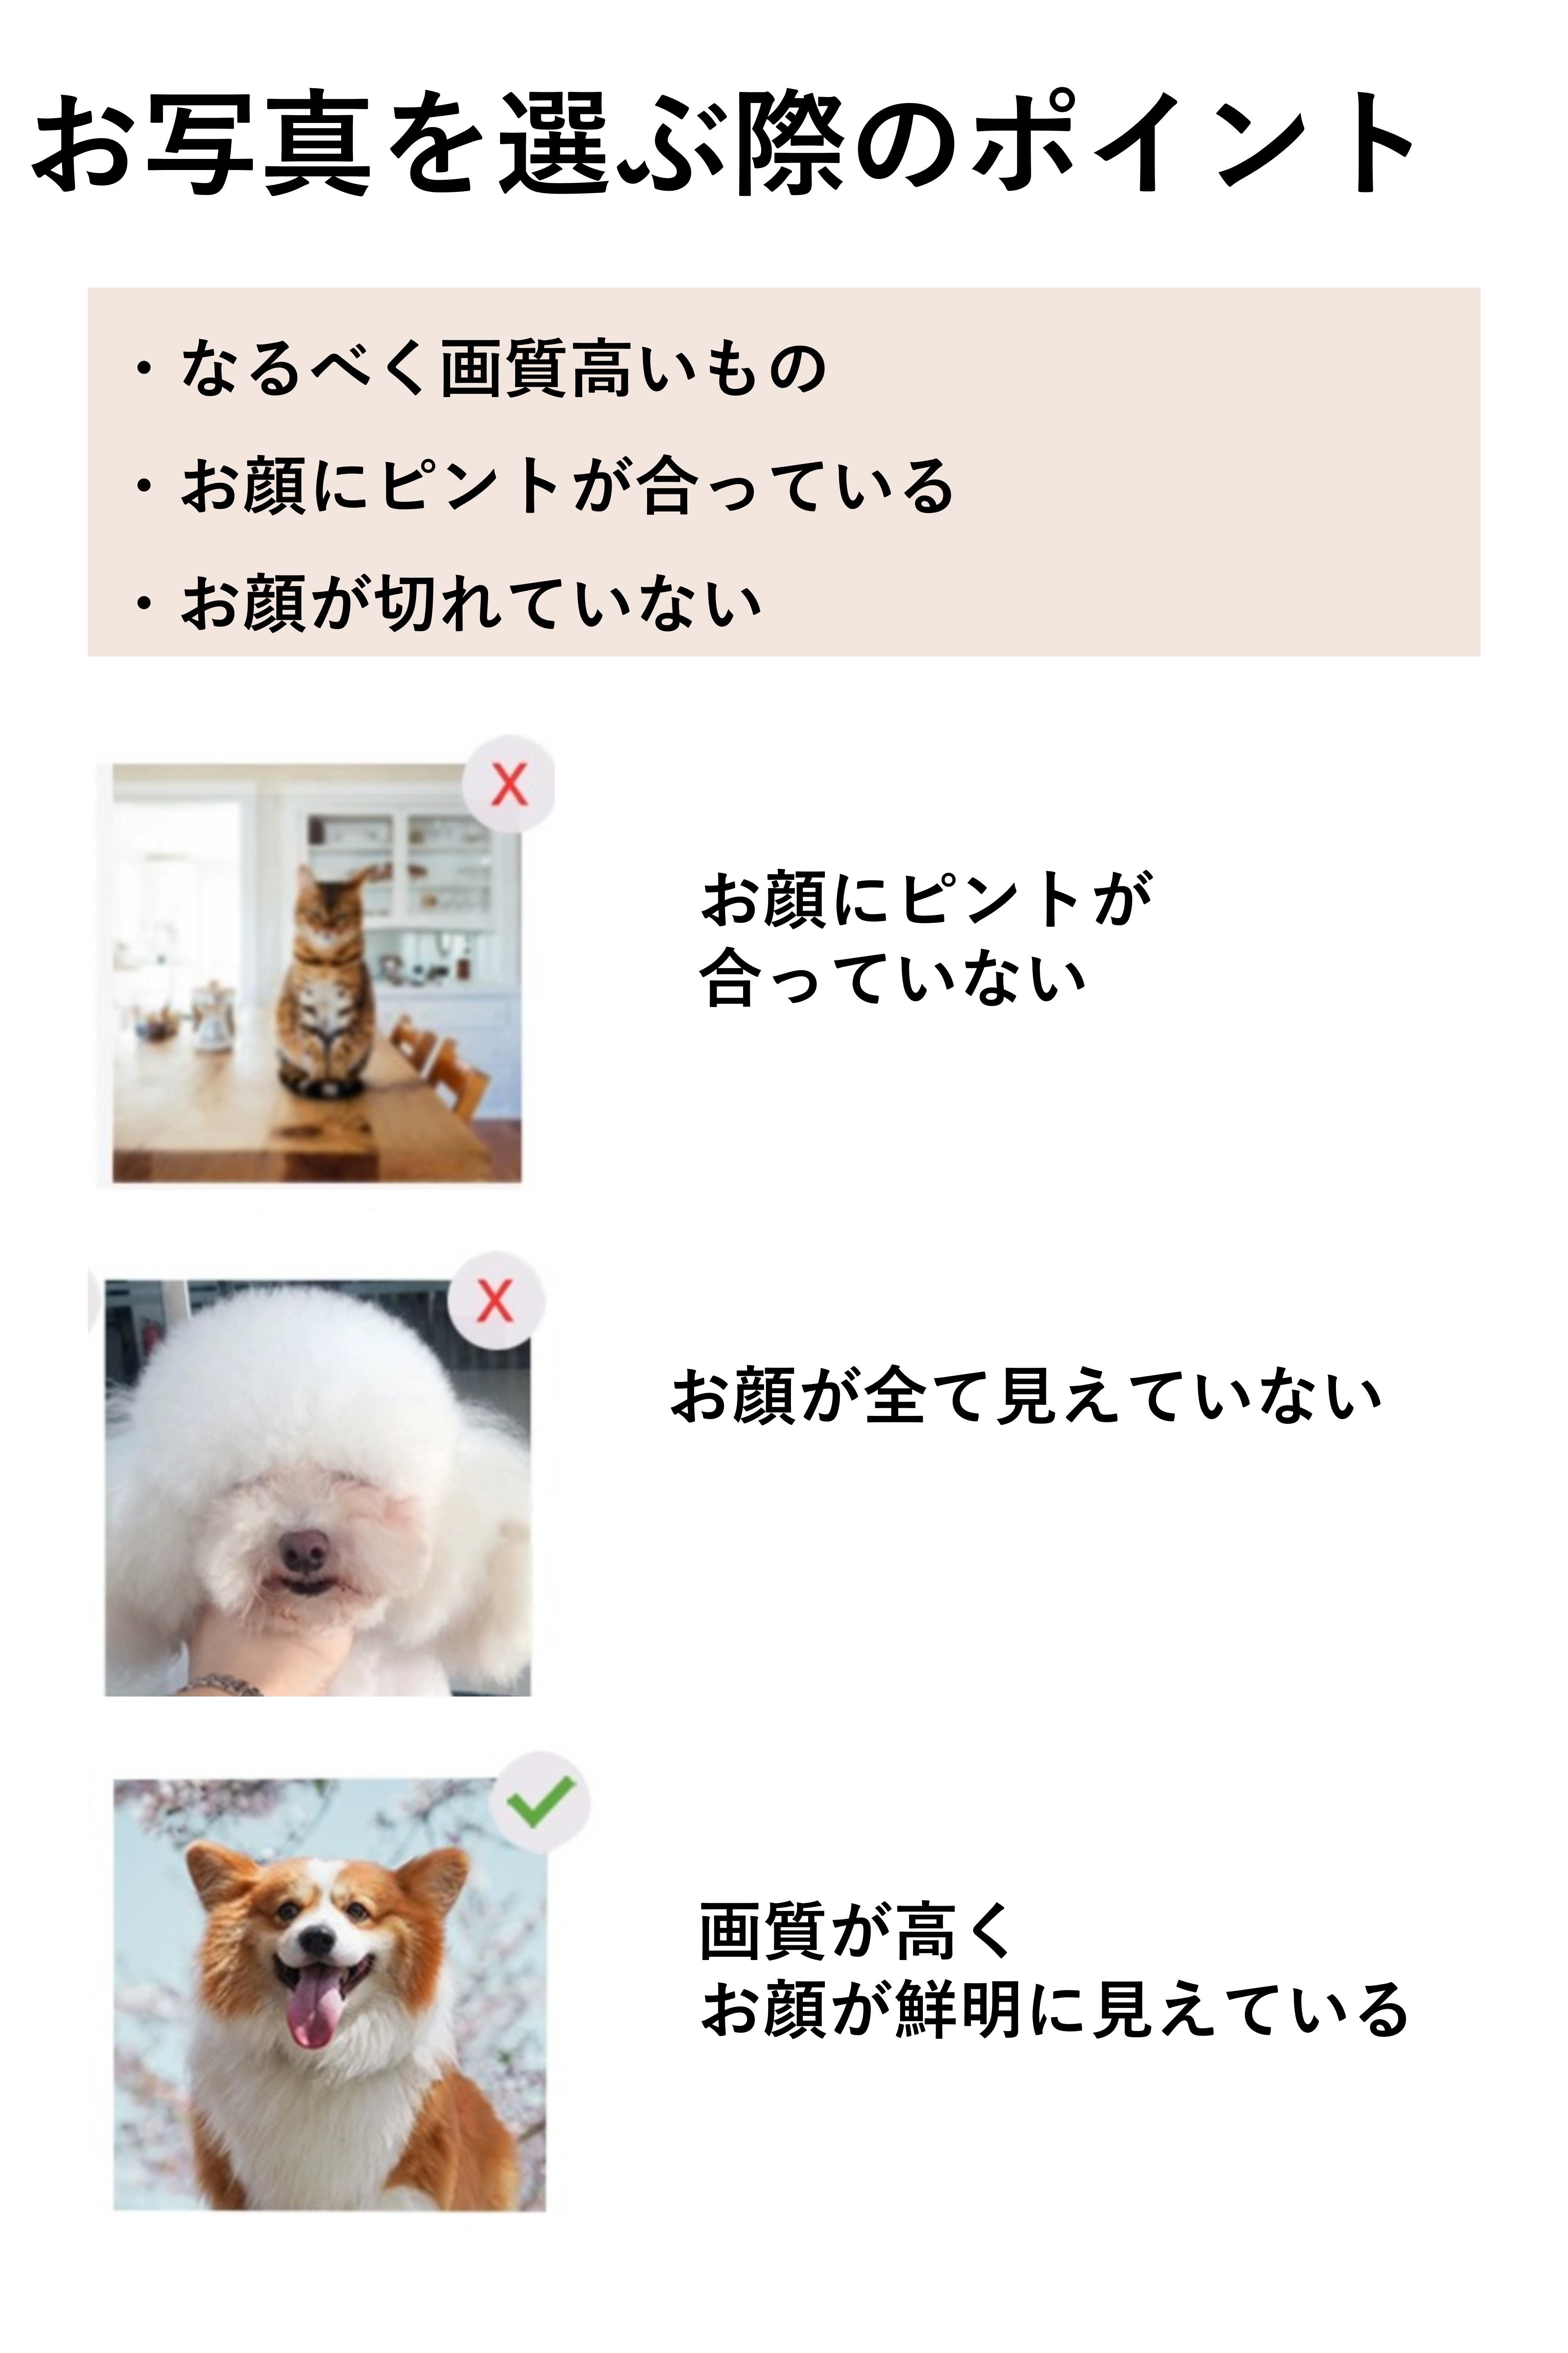 お写真を選ぶ際のポイント
・なるべく画質高いもの
・お顔にピントが合っている
・お顔が切れていない
X
お顔にピントが
合っていない
X
お顔が全て見えていない
画質が高く
お顔が鮮明に見えている